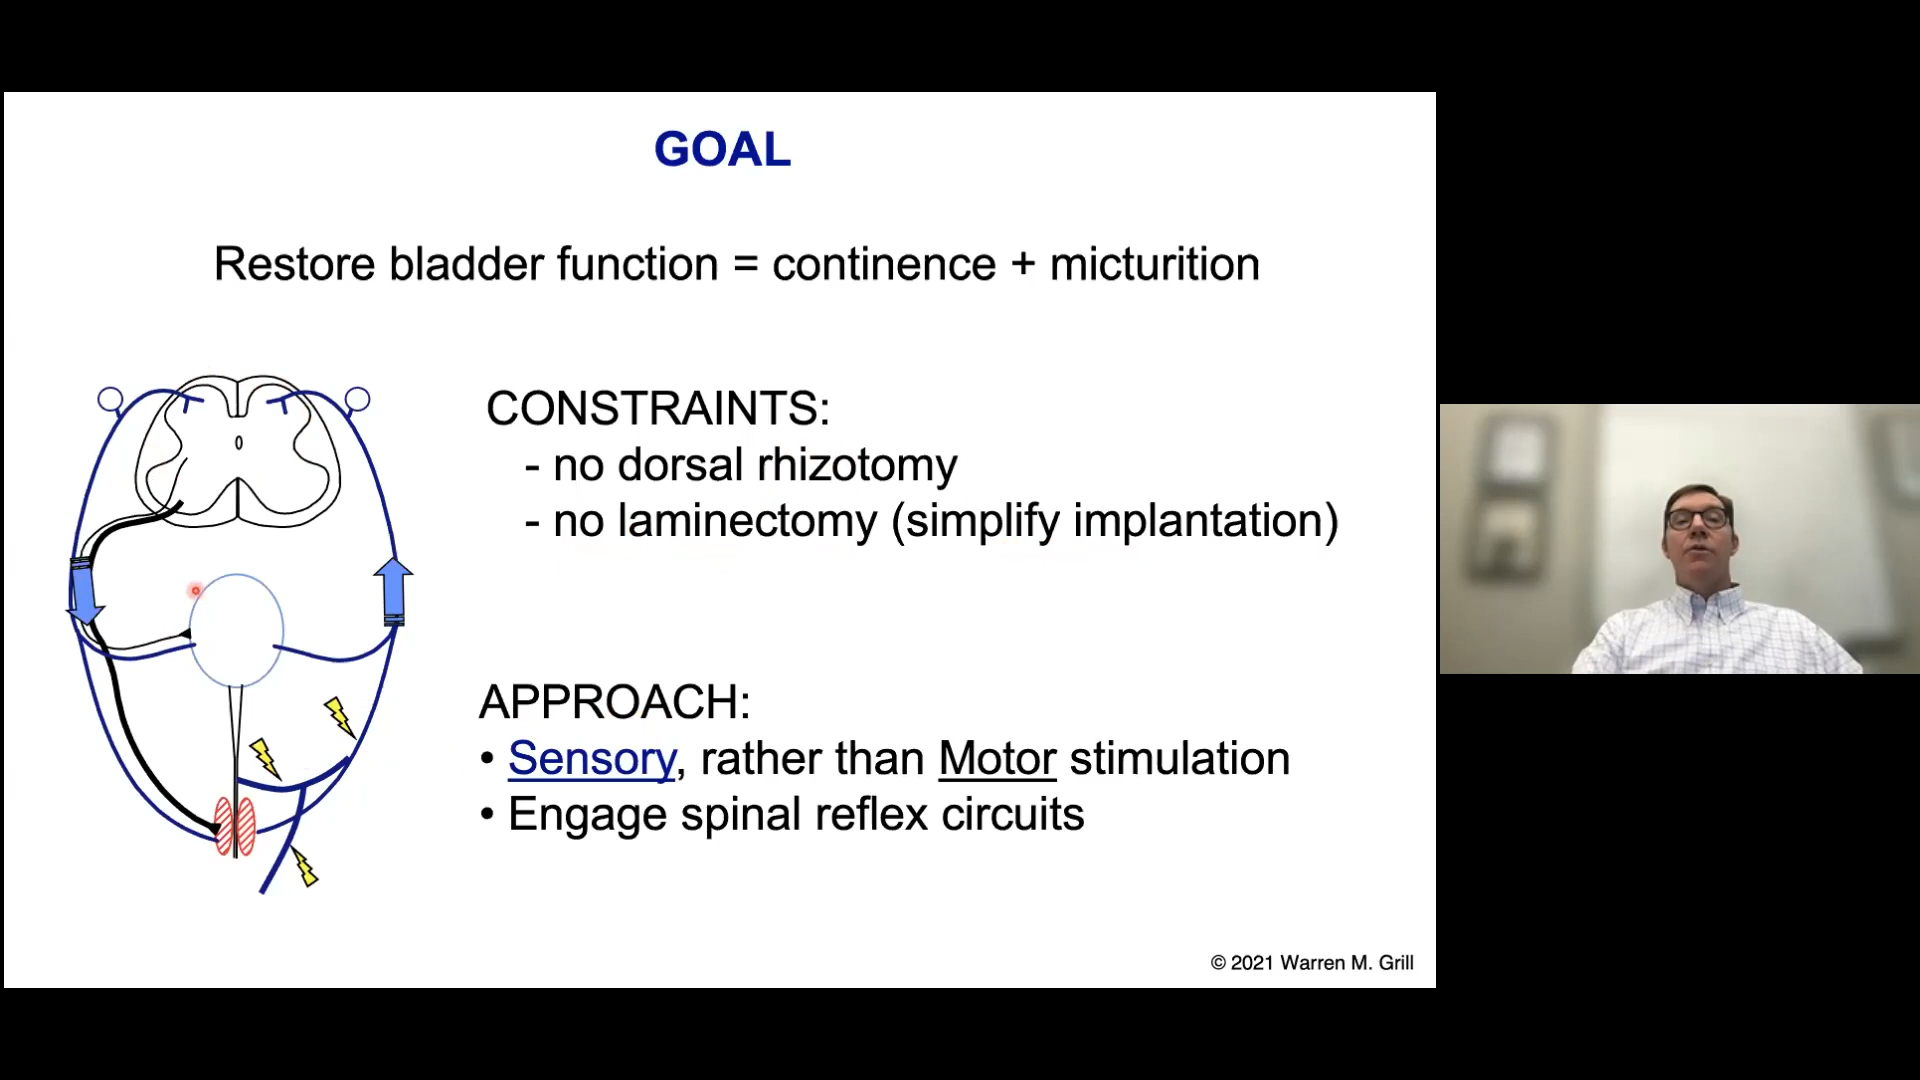 GOAL
Restore bladder function = continence + micturition
CONSTRAINTS:
- no dorsal rhizotomy
- no laminectomy (simplify implantation)
APPROACH:
• Sensory, rather than Motor stimulation
• Engage spinal reflex circuits
© 2021 Warren M. Grill